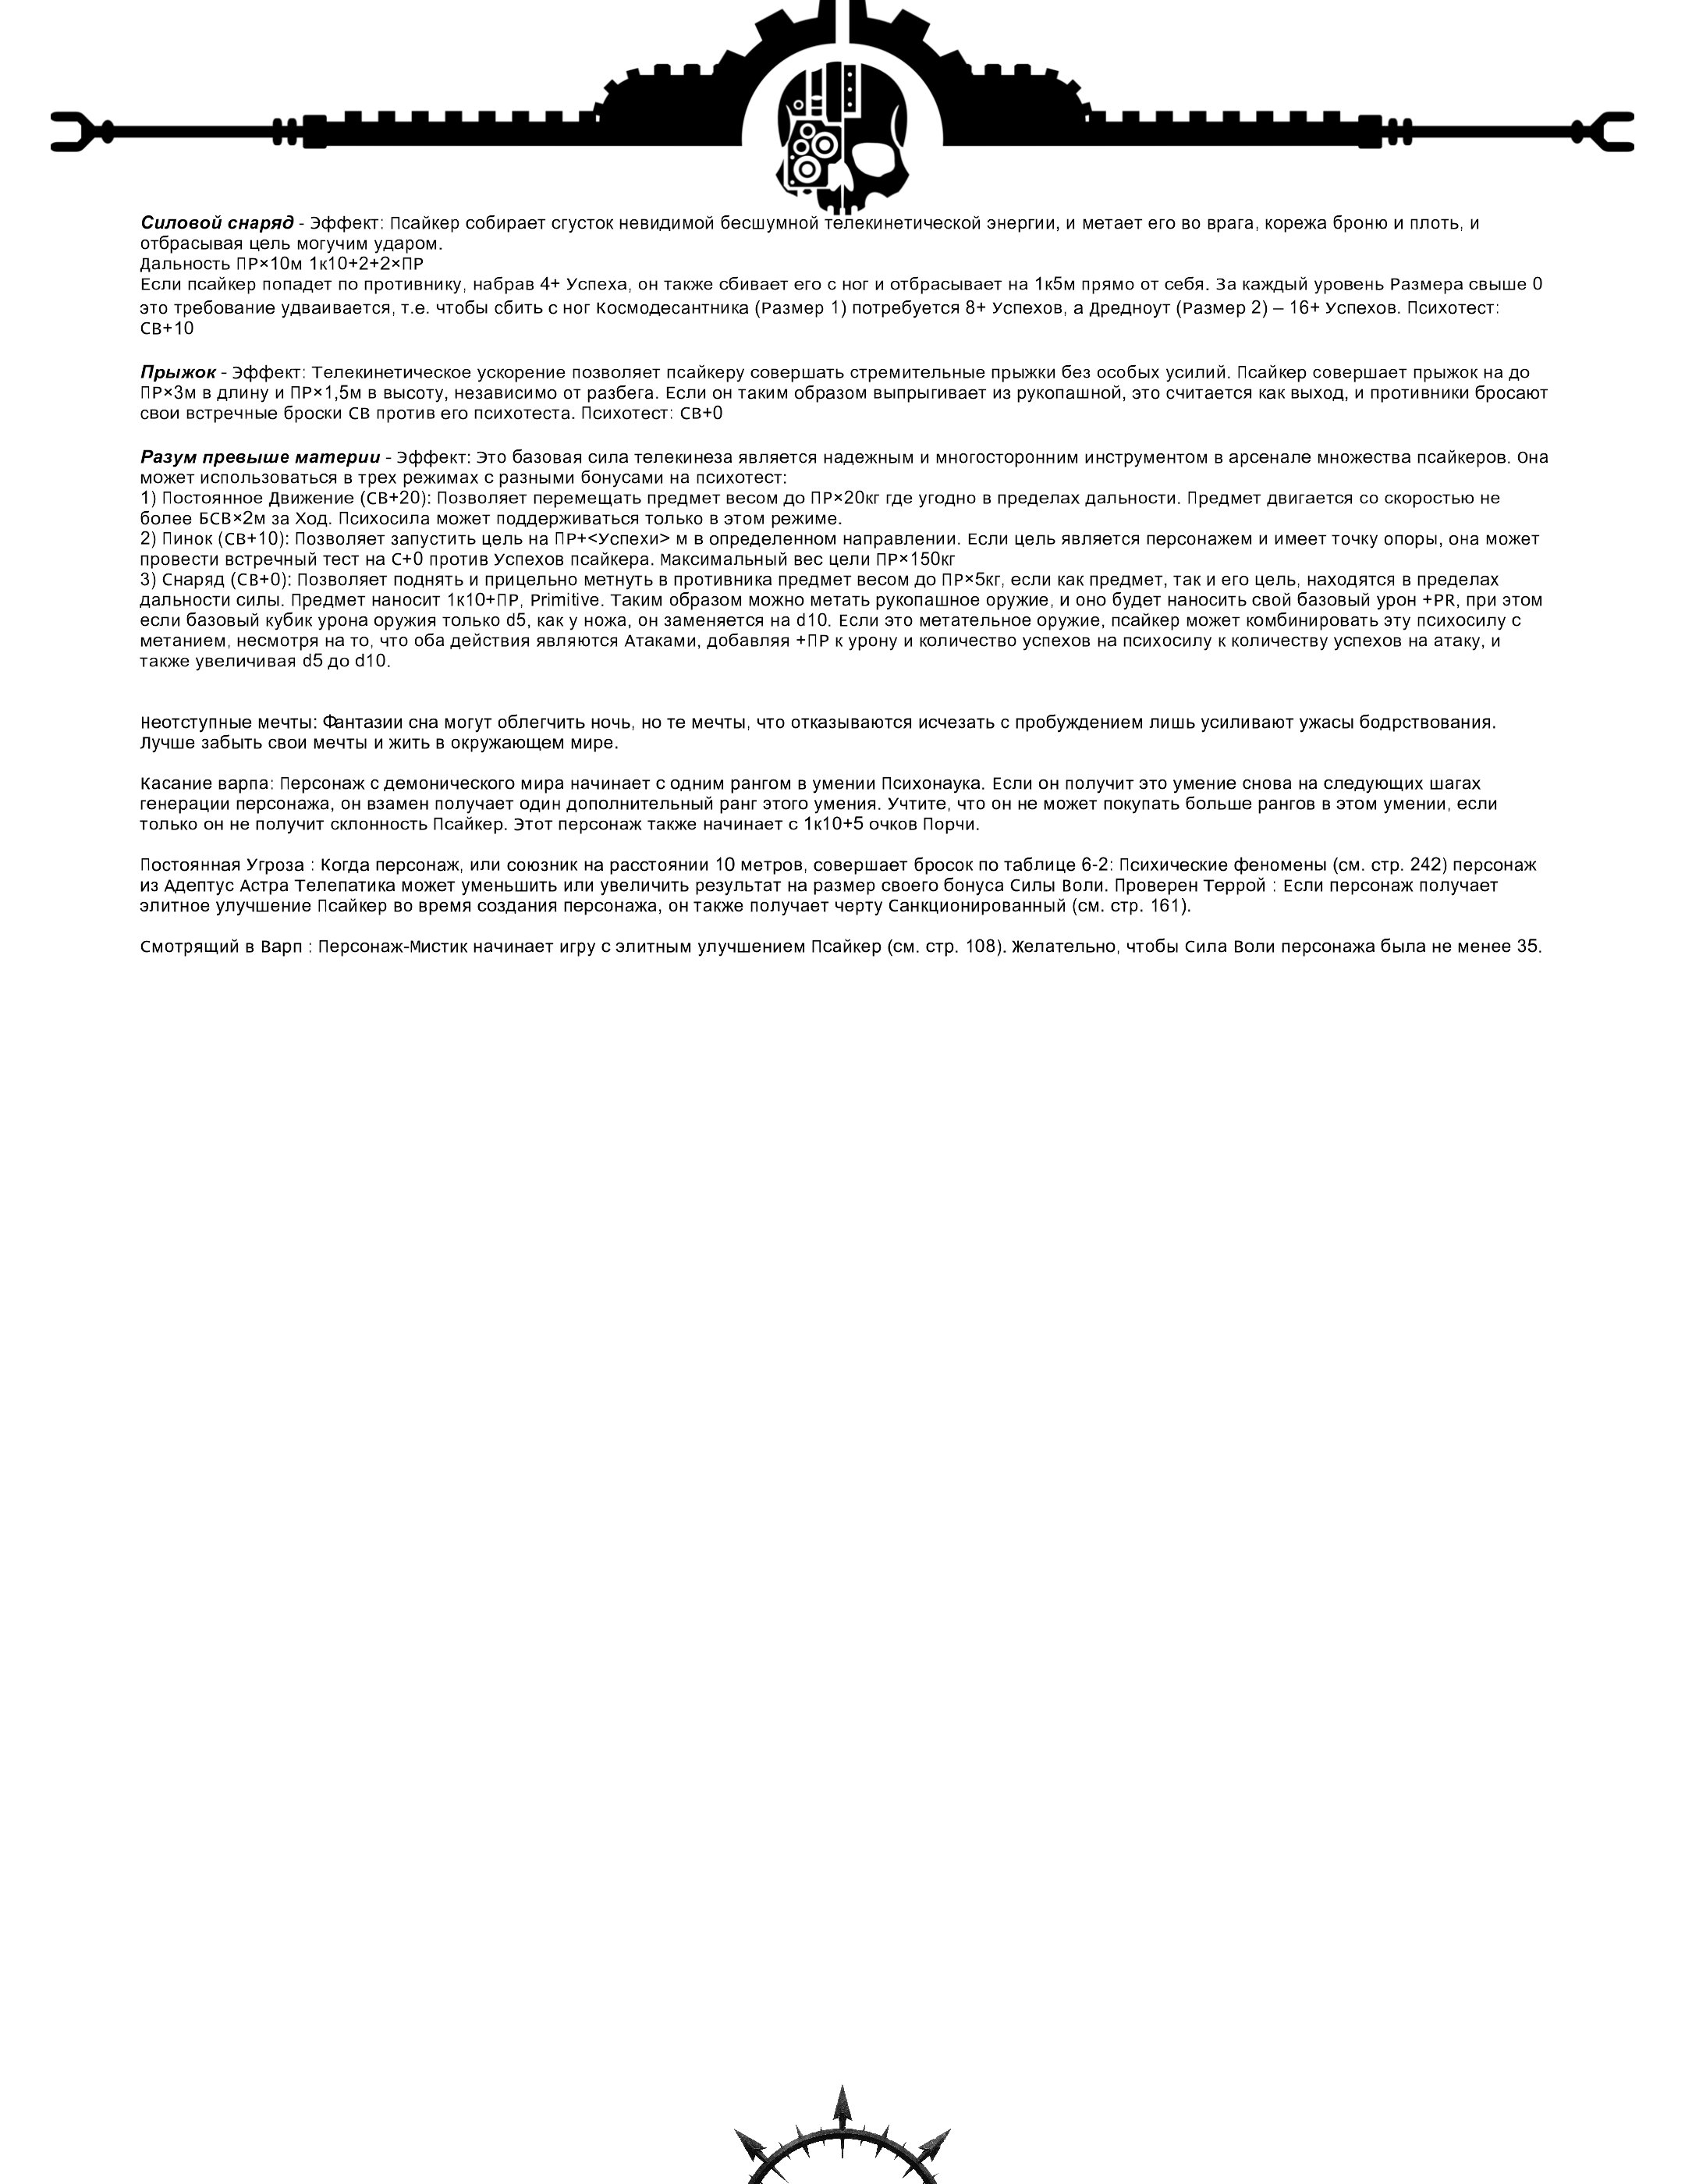 Силовой снаряд - Эффект: Псайкер собирает сгусток невидимой бесшумной телекинетической энергии, и метает его во врага, корежа броню и плоть, и
отбрасывая цель могучим ударом.
Дальность ПР×10м 1к10+2+2×ПР
Если псайкер попадет по противнику, набрав 4+ Успеха, он также сбивает его с ног и отбрасывает на 1к5м прямо от себя. За каждый уровень Размера свыше 0
это требование удваивается, т.е. чтобы сбить с ног Космодесантника (Размер 1) потребуется 8+ Успехов, а Дредноут (Размер 2) – 16+ Успехов. Психотест:
СВ+10
Прыжок - Эффект: Телекинетическое ускорение позволяет псайкеру совершать стремительные прыжки без особых усилий. Псайкер совершает прыжок на до
ПР×3м в длину и ПР×1,5м в высоту, независимо от разбега. Если он таким образом выпрыгивает из рукопашной, это считается как выход, и противники бросают
свои встречные броски СВ против его психотеста. Психотест: СВ+0
Разум превыше материи - Эффект: Это базовая сила телекинеза является надежным и многосторонним инструментом в арсенале множества псайкеров. Она
может использоваться в трех режимах с разными бонусами на психотест:
1) Постоянное Движение (СВ+20): Позволяет перемещать предмет весом до ПР×20кг где угодно в пределах дальности. Предмет двигается со скоростью не
более БСВ×2м за Ход. Психосила может поддерживаться только в этом режиме.
2) Пинок (СВ+10): Позволяет запустить цель на ПР+<Успехи> м в определенном направлении. Если цель является персонажем и имеет точку опоры, она может
провести встречный тест на С+0 против Успехов псайкера. Максимальный вес цели ПР×150кг
3) Снаряд (СВ+0): Позволяет поднять и прицельно метнуть в противника предмет весом до ПР×5кг, если как предмет, так и его цель, находятся в пределах
дальности силы. Предмет наносит 1к10+ПР, Primitive. Таким образом можно метать рукопашное оружие, и оно будет наносить свой базовый урон +PR, при этом
если базовый кубик урона оружия только d5, как у ножа, он заменяется на d10. Если это метательное оружие, псайкер может комбинировать эту психосилу с
метанием, несмотря на то, что оба действия являются Атаками, добавляя +ПР к урону и количество успехов на психосилу к количеству успехов на атаку, и
также увеличивая d5 до d10.
Неотступные мечты: Фантазии сна могут облегчить ночь, но те мечты, что отказываются исчезать с пробуждением лишь усиливают ужасы бодрствования.
Лучше забыть свои мечты и жить в окружающем мире.
Касание варпа: Персонаж с демонического мира начинает с одним рангом в умении Психонаука. Если он получит это умение снова на следующих шагах
генерации персонажа, он взамен получает один дополнительный ранг этого умения. Учтите, что он не может покупать больше рангов в этом умении, если
только он не получит склонность Псайкер. Этот персонаж также начинает с 1к10+5 очков Порчи.
Постоянная Угроза : Когда персонаж, или союзник на расстоянии 10 метров, совершает бросок по таблице 6-2: Психические феномены (см. стр. 242) персонаж
из Адептус Астра Телепатика может уменьшить или увеличить результат на размер своего бонуса Силы Воли. Проверен Террой : Если персонаж получает
элитное улучшение Псайкер во время создания персонажа, он также получает черту Санкционированный (см. стр. 161).
Смотрящий в Варп : Персонаж-Мистик начинает игру с элитным улучшением Псайкер (см. стр. 108). Желательно, чтобы Сила Воли персонажа была не менее 35.